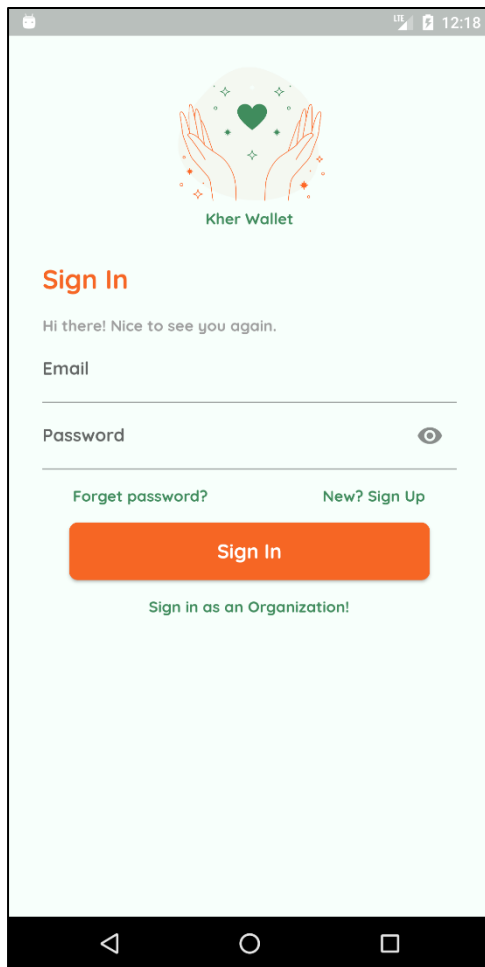 LTE 12:18
Kher Wallet
Sign In
Hi there! Nice to see you again.
Email
Password
Forget password? New? Sign Up
Sign In
Sign in as an Organization!